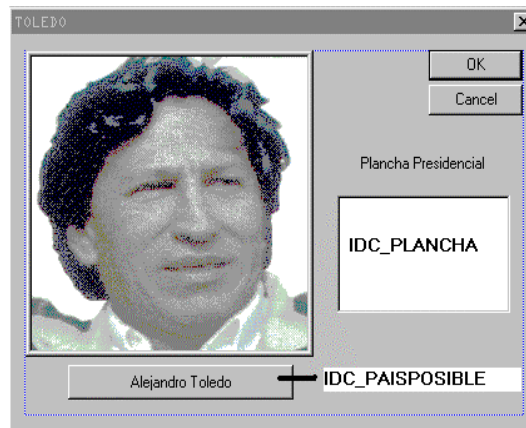 TOLEDO
OK
Cancel
Plancha Presidencial
IDC_PLANCHA
Alejandro Toledo
IDC_PAISPOSIBLE